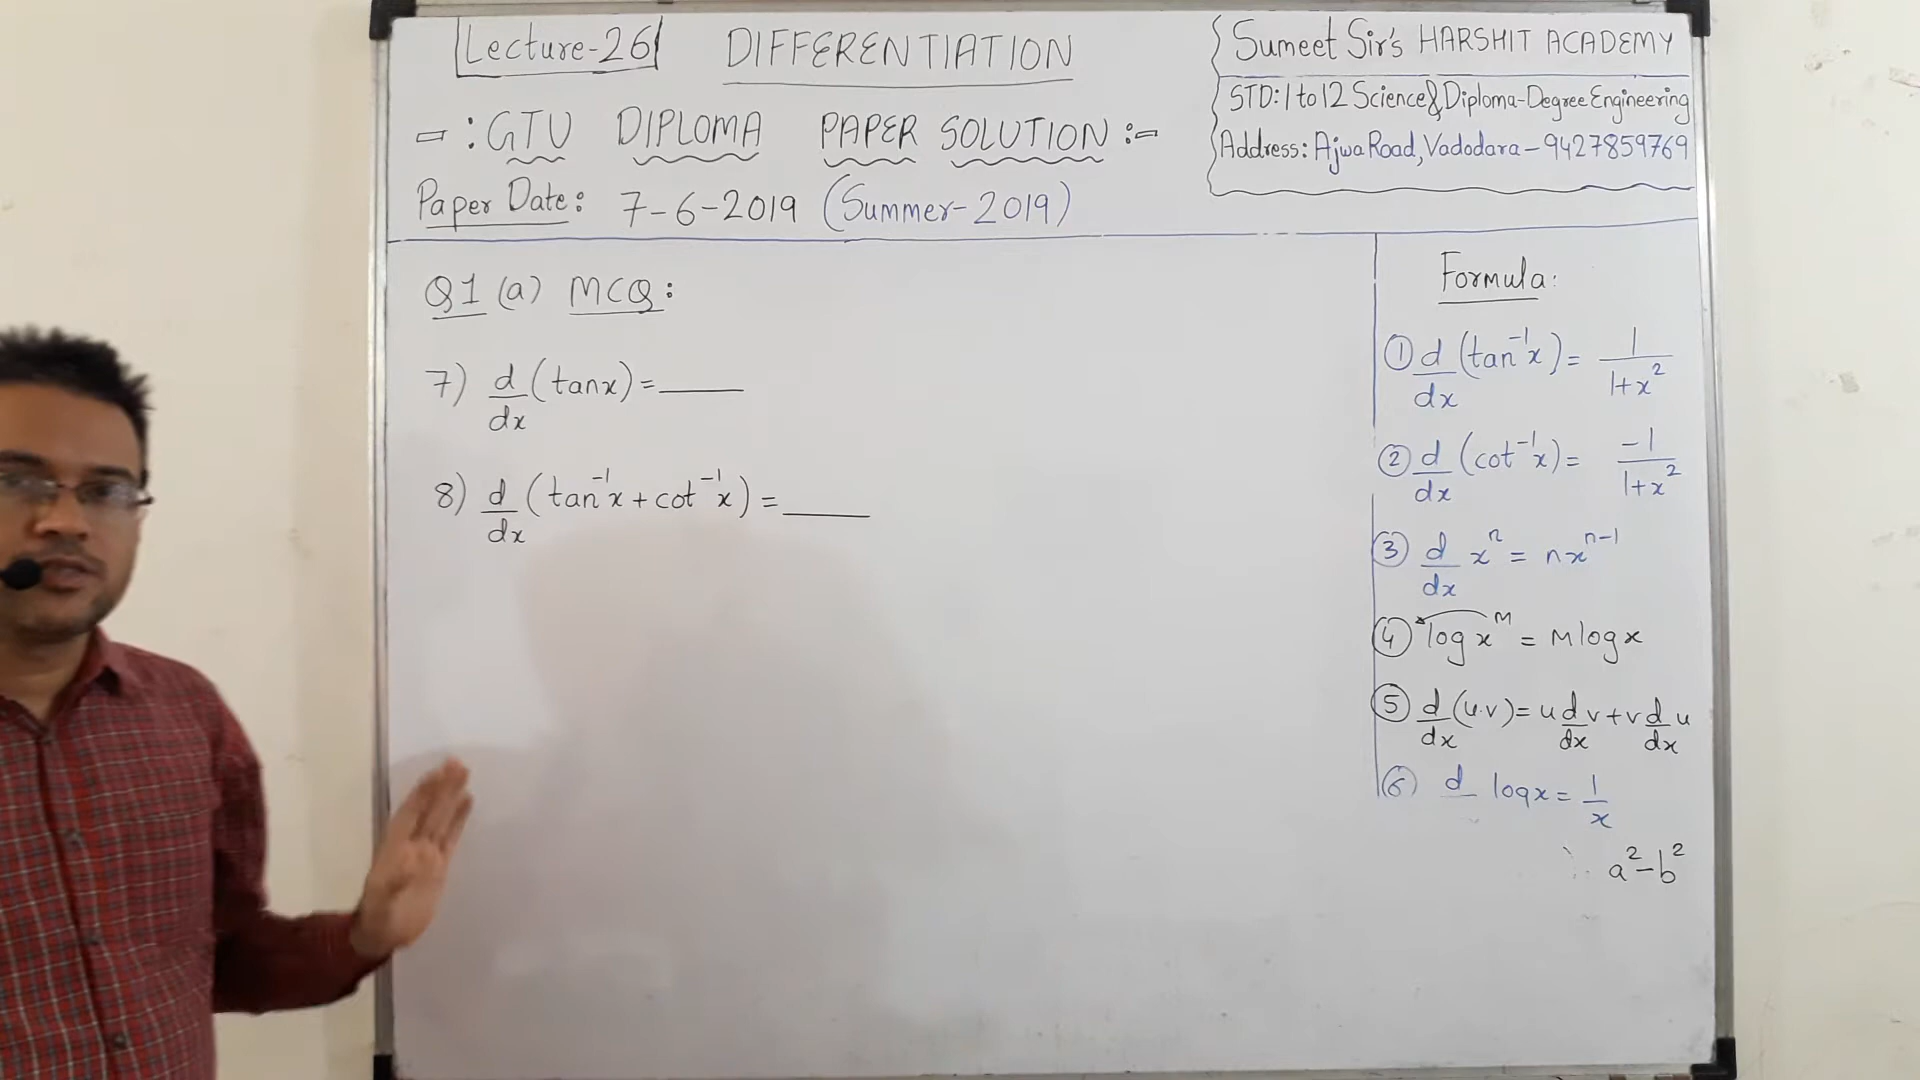 Lecture-26 DIFFERENTIATION
-:GTU DIPLOMA PAPER SOLUTION:-
Paper Date: 7-6-2019 (Summer-2019)
Sumeet Sir's HARSHIT ACADEMY
STD: 1 to 12 Science & Diploma-Degree Engineering
Address: Ajwa Road, Vadodara - 9427859769
Q1 (a) MCQ:
7) d/dx (tanx) = ____
8) d/dx (tan⁻¹x + cot⁻¹x) = ____
Formula:
① d/dx (tan⁻¹x) = 1/(1+x²)
② d/dx (cot⁻¹x) = -1/(1+x²)
③ d/dx xⁿ = nxⁿ⁻¹
④ log xᴹ = M log x
⑤ d/dx (u.v) = u d/dx v + v d/dx u
⑥ d logx = 1/x
a²-b²